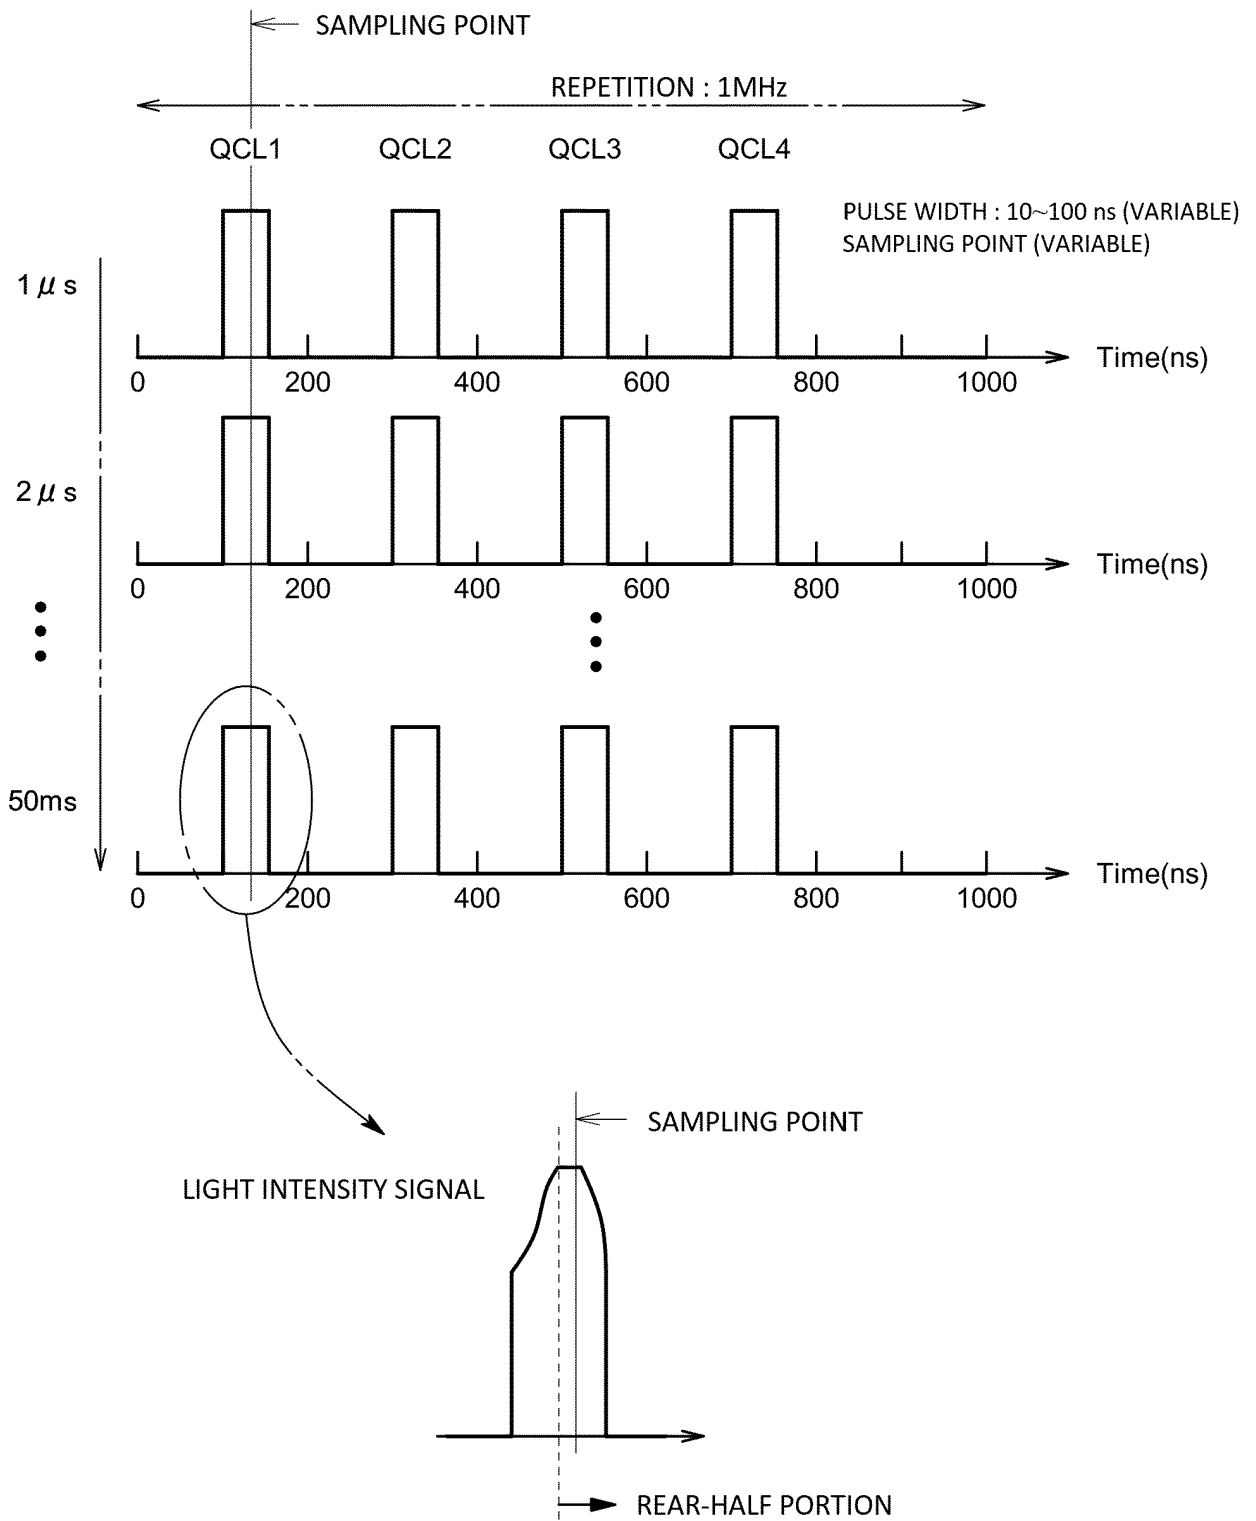 SAMPLING POINT
REPETITION : 1MHz
QCL1 QCL2 QCL3 QCL4
PULSE WIDTH : 10~100 ns (VARIABLE)
SAMPLING POINT (VARIABLE)
1μs
Time(ns)
0 200 400 600 800 1000
2μs
Time(ns)
0 200 400 600 800 1000
50ms
Time(ns)
0 200 400 600 800 1000
SAMPLING POINT
LIGHT INTENSITY SIGNAL
REAR-HALF PORTION